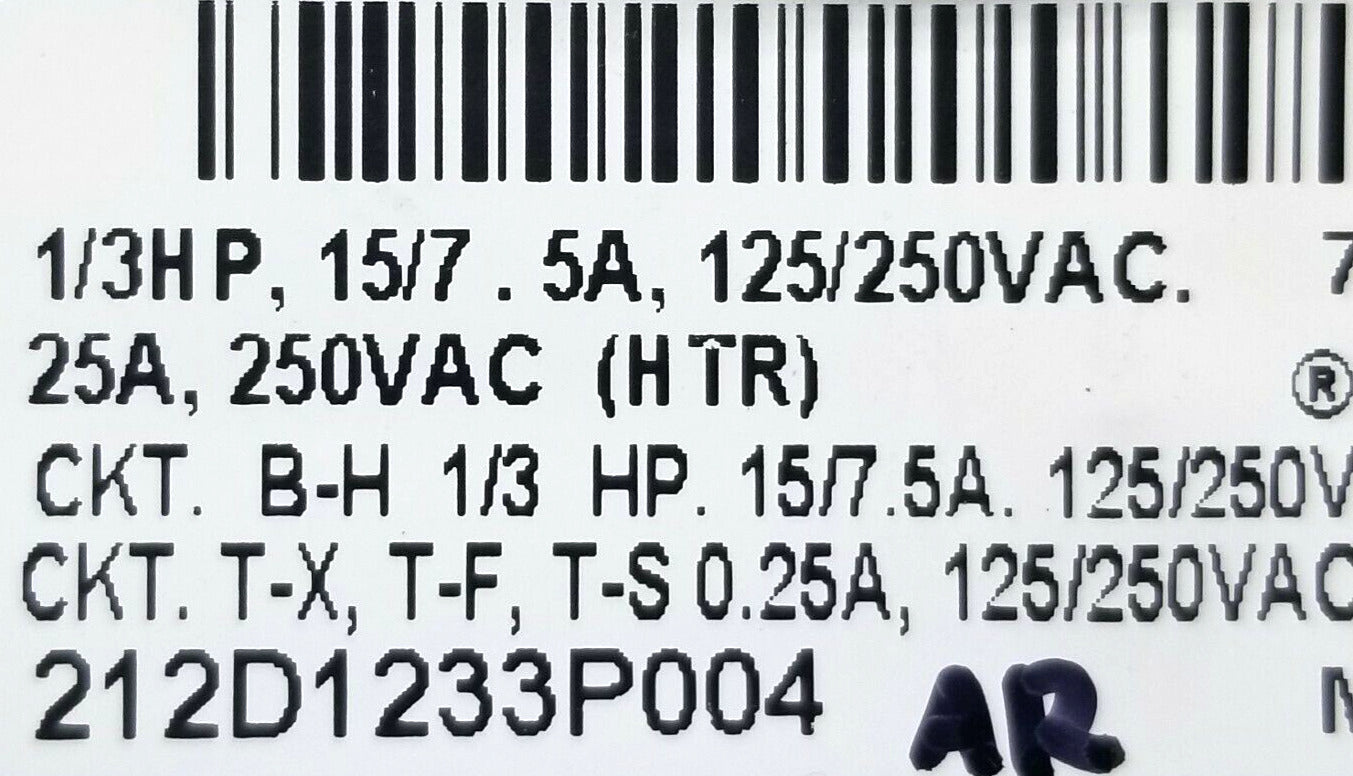 1/3HP, 15/7 . 5A, 125/250VAC. 7
25A, 250VAC (HTR) ®
CKT. B-H 1/3 HP. 15/7.5A. 125/250V
CKT. T-X, T-F, T-S 0.25A, 125/250VAC
212D1233P004 AR